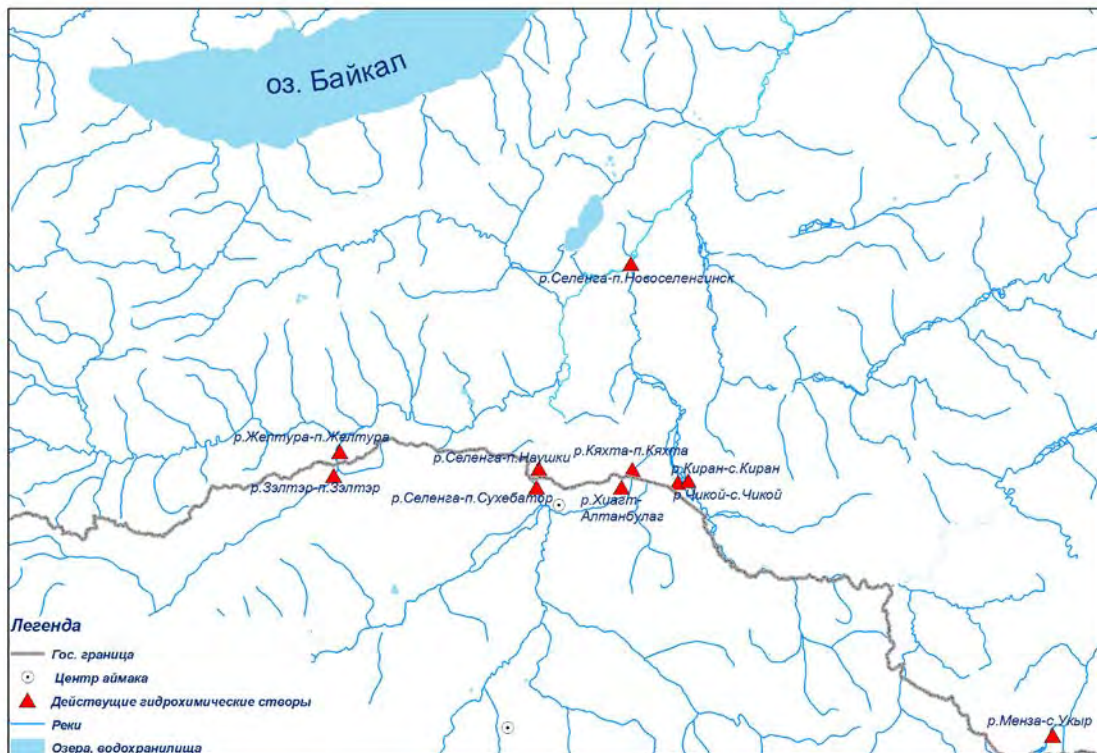 оз. Байкал
р.Селенга-п.Новоселенгинск
р.Желтура-п.Желтура
р.Зэлтэр-п.Зэлтэр
р.Селенга-п.Наушки
р.Селенга-п.Сухебатор
р.Кяхта-п.Кяхта
р.Хиагт-
Алтанбулаг
р.Киран-с.Киран
р.Чикой-с.Чикой
р.Менза-с.Укыр
Легенда
Гос. граница
Центр аймака
Действущие гидрохимические створы
Реки
Озера, водохранилища